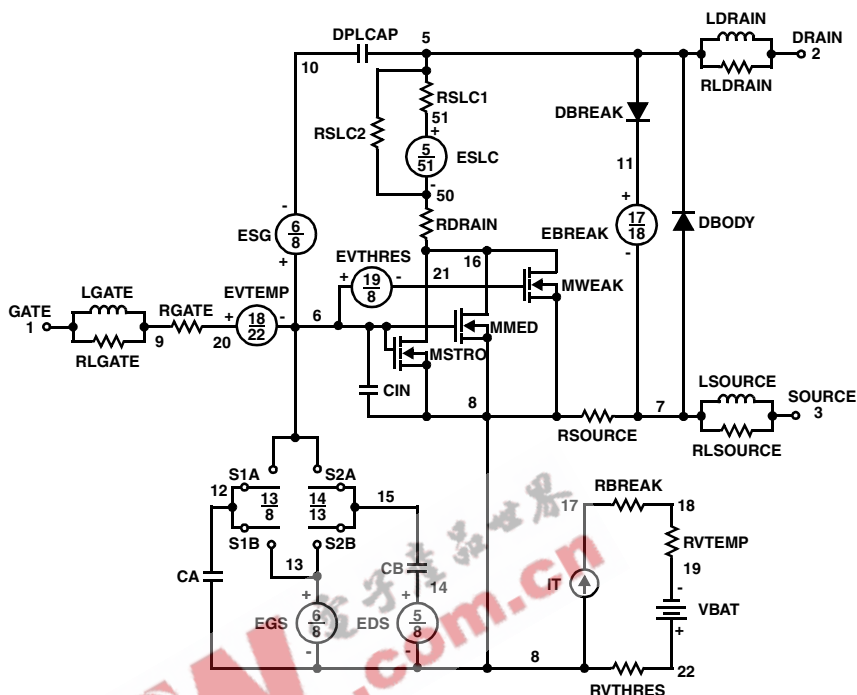 LDRAIN
DPLCAP 5 DRAIN
10 2
RLDRAIN
RSLC1
DBREAK
51
RSLC2 +
5/51 ESLC
11
- 50
- +
RDRAIN
ESG 6/8 EBREAK 17/18 DBODY
+ EVTHRES 16 -
+ 19/8 - 21 MWEAK
LGATE EVTEMP
GATE RGATE + 18/22 - 6 MMED
1 9 20
RLGATE MSTRO
CIN LSOURCE
8 7 SOURCE
3
RSOURCE RLSOURCE
S1A S2A
12 13/8 14/13 15 RBREAK
17 18
S1B S2B
13 RVTEMP
CA CB 19
14 IT
+ + -
EGS 6/8 EDS 5/8 VBAT
- - +
8 22
RVTHRES
.com.cn